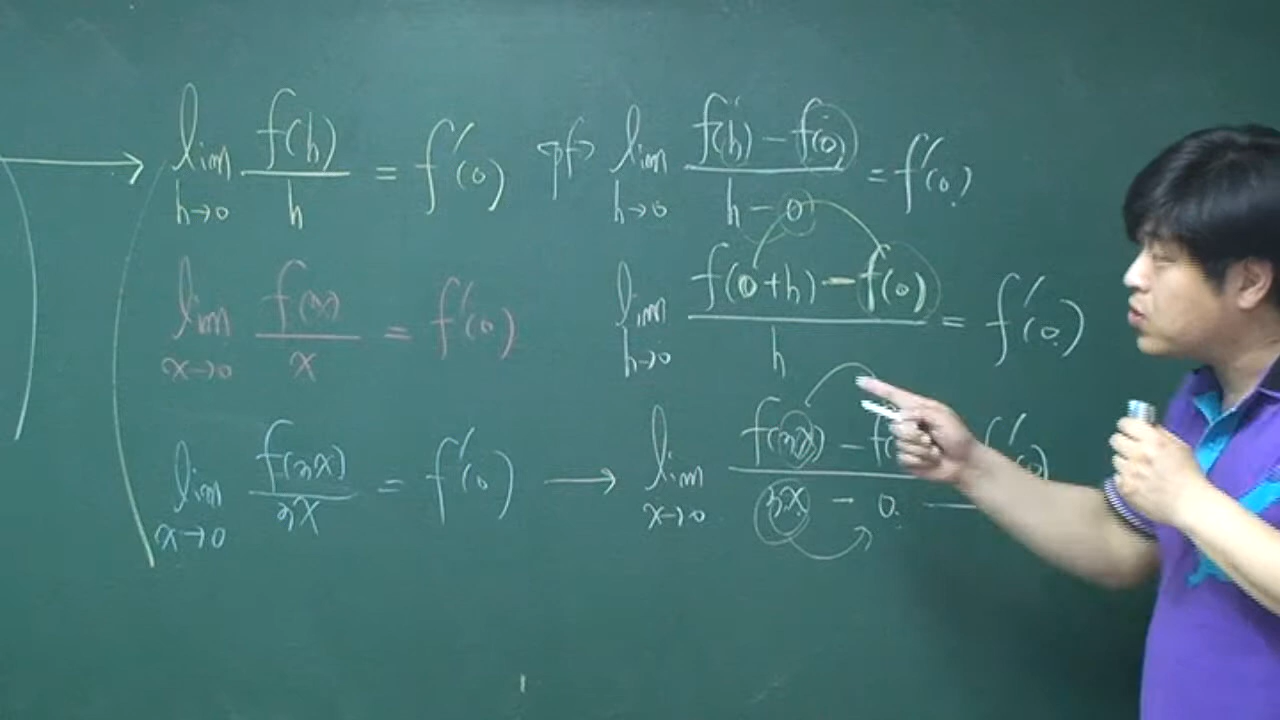 lim h→0 f(h)/h = f'(0) pf> lim h→0 (f(h) - f(0))/(h - 0) = f'(0)
lim x→0 f(x)/x = f'(0) lim h→0 (f(0+h) - f(0))/h = f'(0)
lim x→0 f(3x)/3x = f'(0) → lim x→0 (f(3x) - f)/(3x - 0) f'(0)